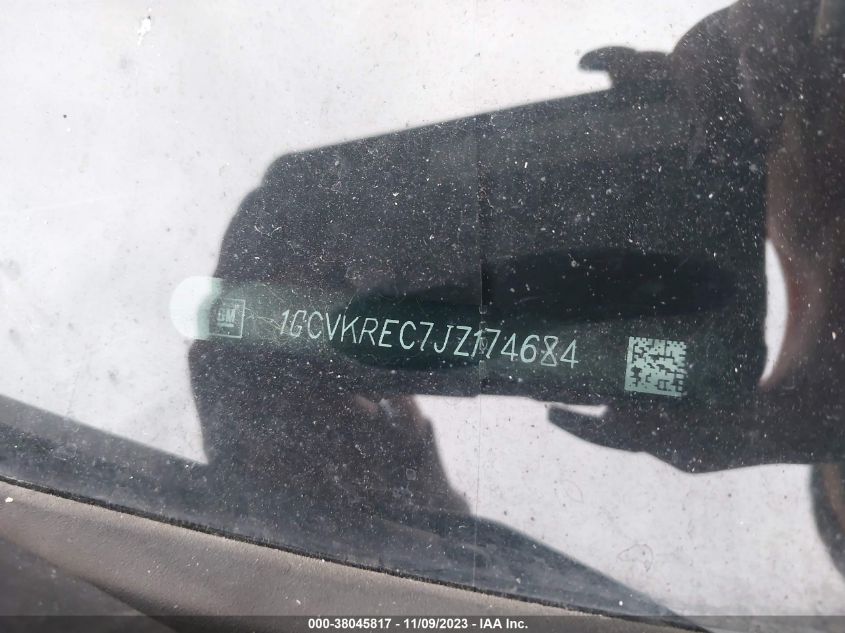 GM 1GCVKREC7JZ174684
000-38045817 - 11/09/2023 - IAA Inc.